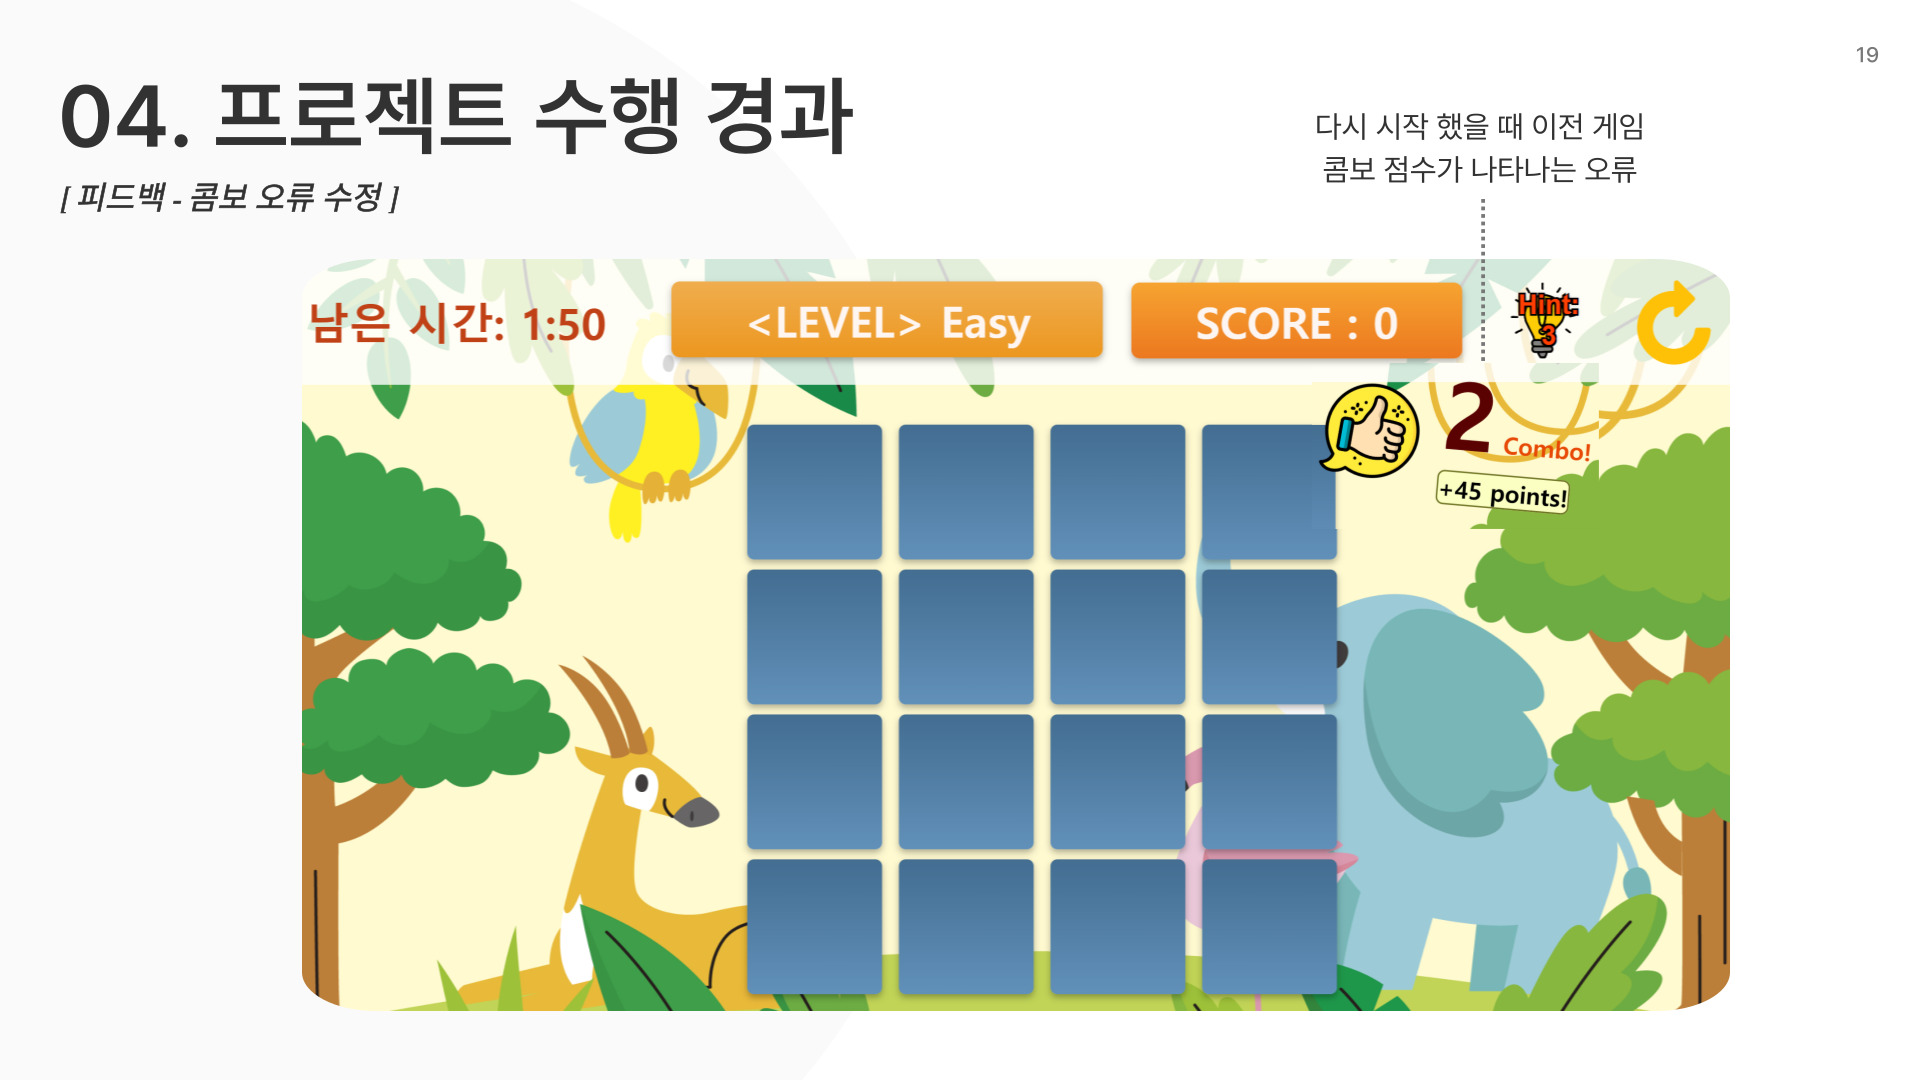 19
04. 프로젝트 수행 경과
[ 피드백 - 콤보 오류 수정 ]
다시 시작 했을 때 이전 게임
콤보 점수가 나타나는 오류
남은 시간: 1:50
<LEVEL> Easy
SCORE : 0
Hint:
3
2 Combo!
+45 points!